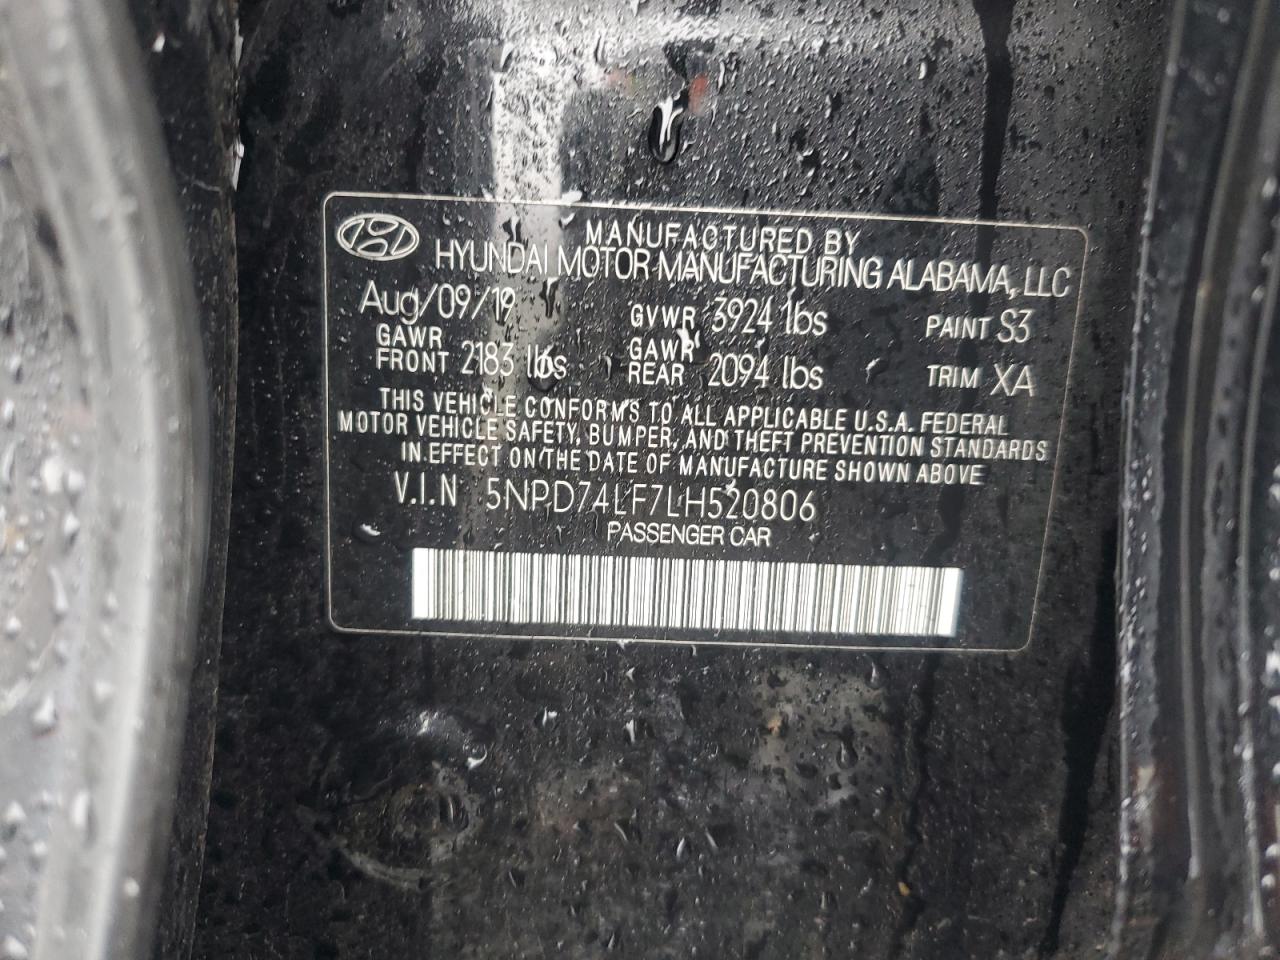 MANUFACTURED BY
HYUNDAI MOTOR MANUFACTURING ALABAMA, LLC
Aug/09/19 GVWR 3924 lbs PAINT S3
GAWR FRONT 2183 lbs GAWR REAR 2094 lbs TRIM XA
THIS VEHICLE CONFORMS TO ALL APPLICABLE U.S.A. FEDERAL
MOTOR VEHICLE SAFETY, BUMPER, AND THEFT PREVENTION STANDARDS
IN EFFECT ON THE DATE OF MANUFACTURE SHOWN ABOVE
V.I.N 5NPD74LF7LH520806
PASSENGER CAR